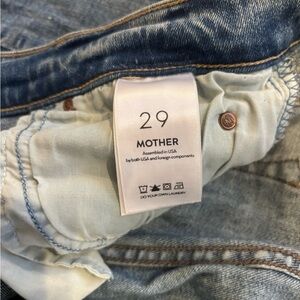 29
MOTHER
Assembled in USA
by both USA and foreign components
DO YOUR OWN LAUNDRY